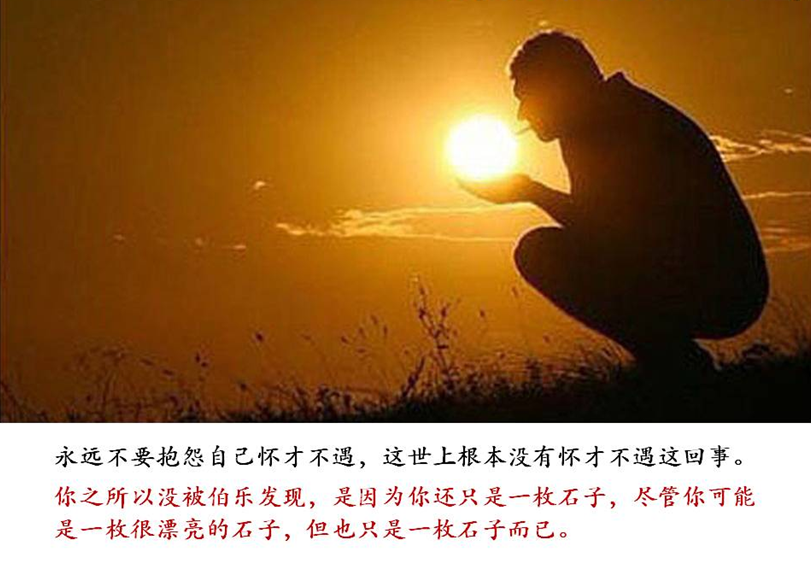 永远不要抱怨自己怀才不遇，这世上根本没有怀才不遇这回事。
你之所以没被伯乐发现，是因为你还只是一枚石子，尽管你可能
是一枚很漂亮的石子，但也只是一枚石子而已。